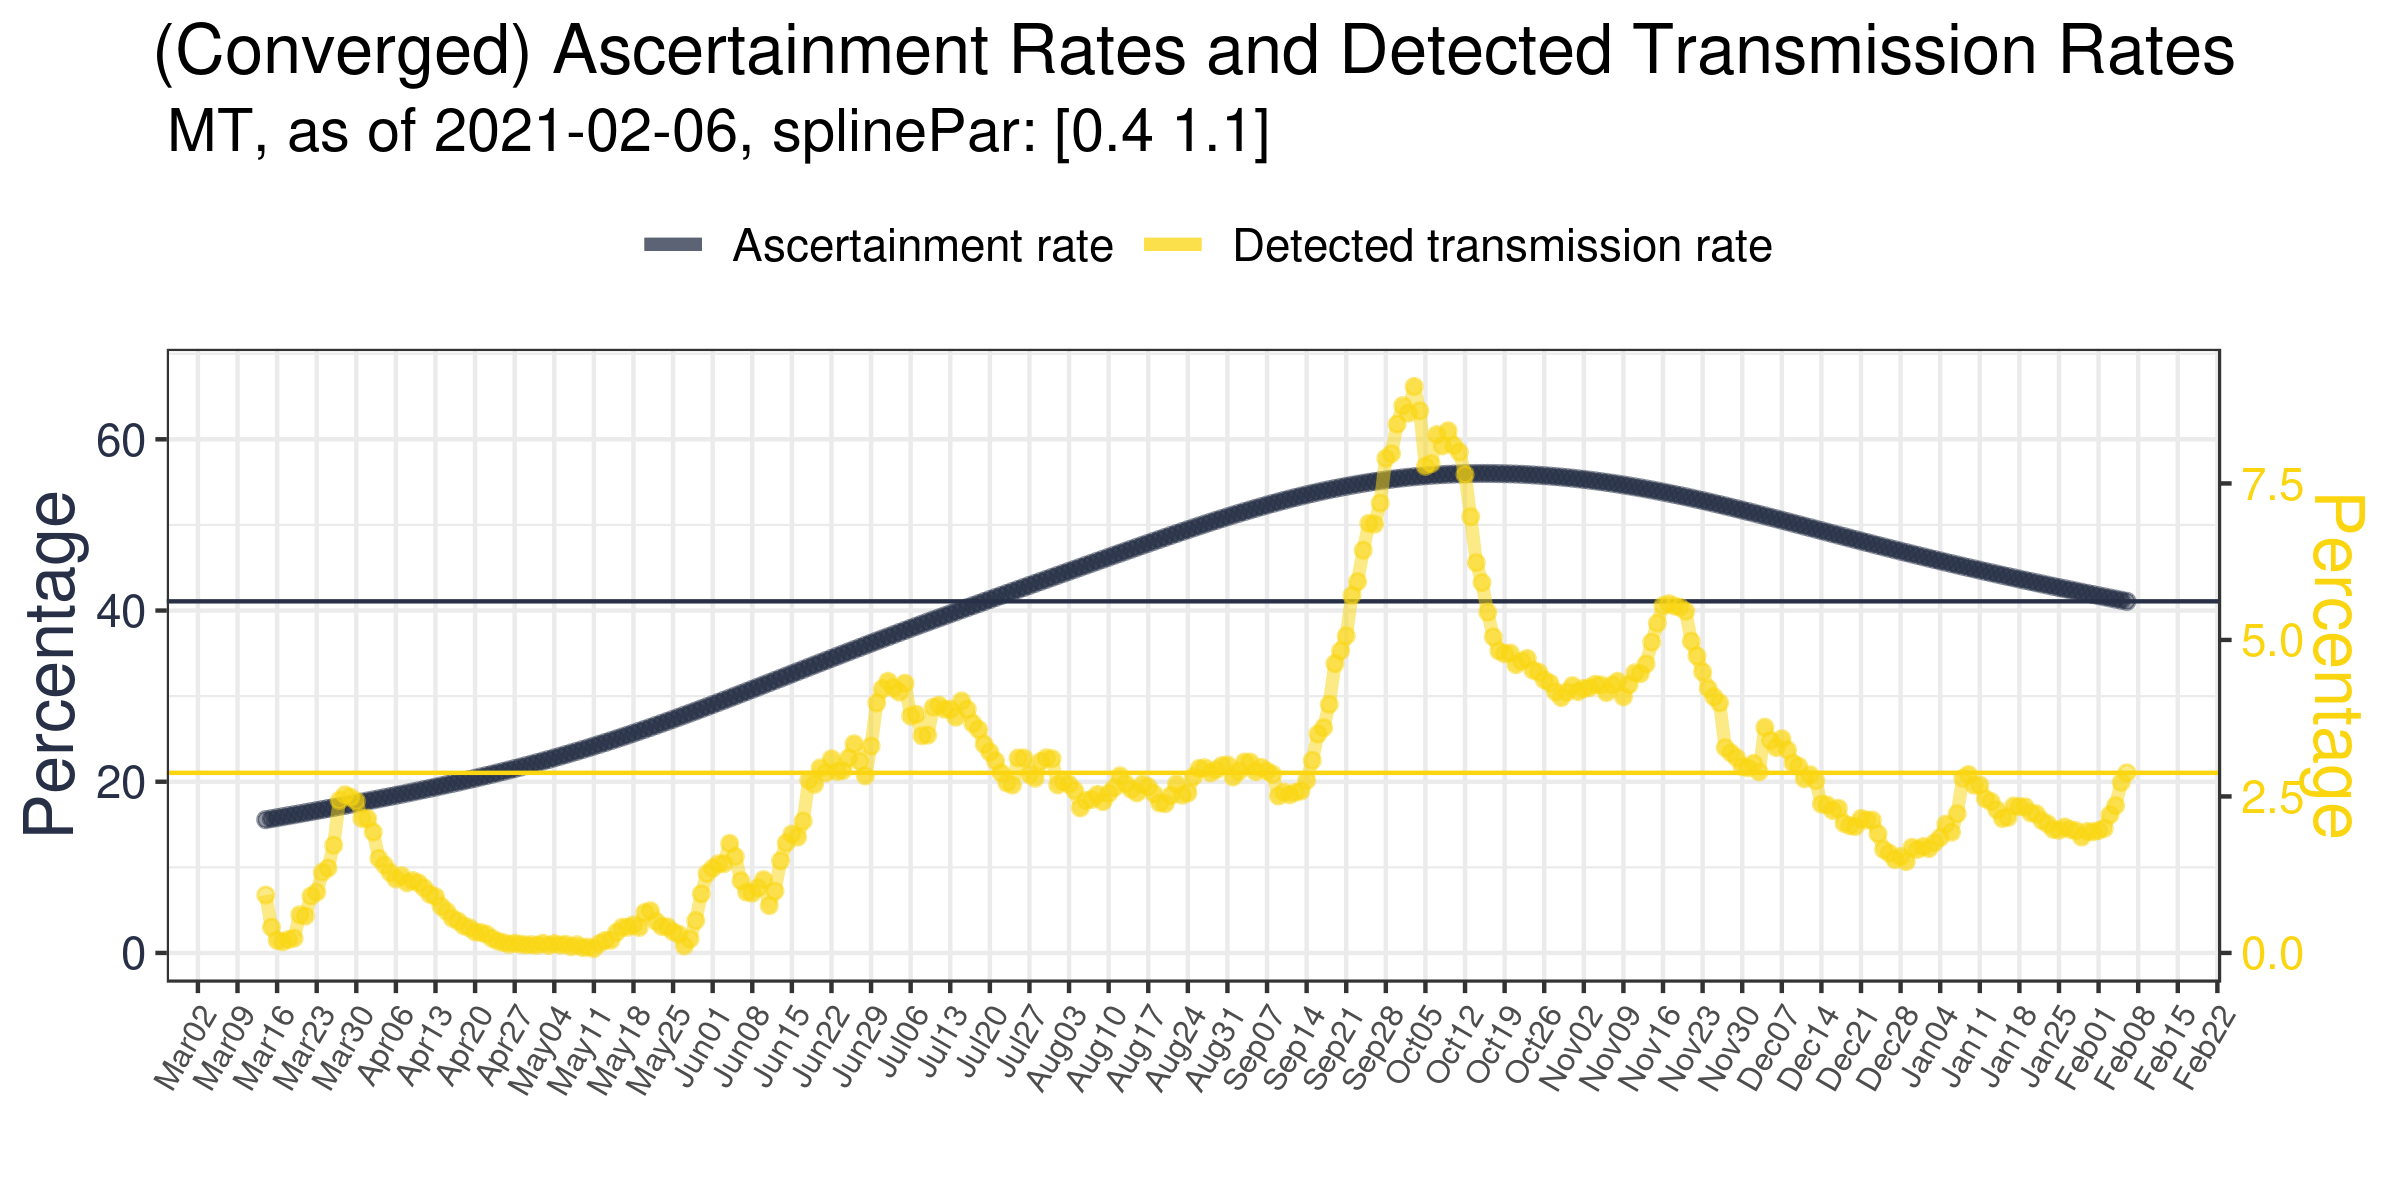 (Converged) Ascertainment Rates and Detected Transmission Rates
MT, as of 2021-02-06, splinePar: [0.4 1.1]
Ascertainment rate
Detected transmission rate
Percentage
60
40
20
0
7.5
5.0
2.5
0.0
Percentage
Mar02
Mar09
Mar16
Mar23
Mar30
Apr06
Apr13
Apr20
Apr27
May04
May11
May18
May25
Jun01
Jun08
Jun15
Jun22
Jun29
Jul06
Jul13
Jul20
Jul27
Aug03
Aug10
Aug17
Aug24
Aug31
Sep07
Sep14
Sep21
Sep28
Oct05
Oct12
Oct19
Oct26
Nov02
Nov09
Nov16
Nov23
Nov30
Dec07
Dec14
Dec21
Dec28
Jan04
Jan11
Jan18
Jan25
Feb01
Feb08
Feb15
Feb22